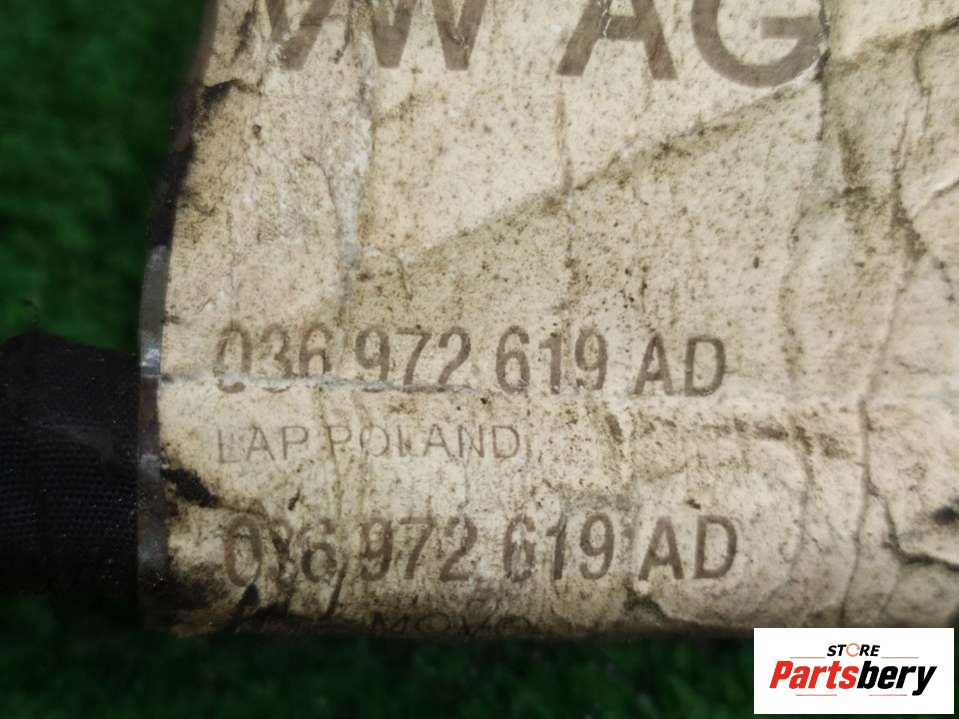 VW AG
036 972 619 AD
LAP POLAND
036 972 619 AD
STORE
Partsbery